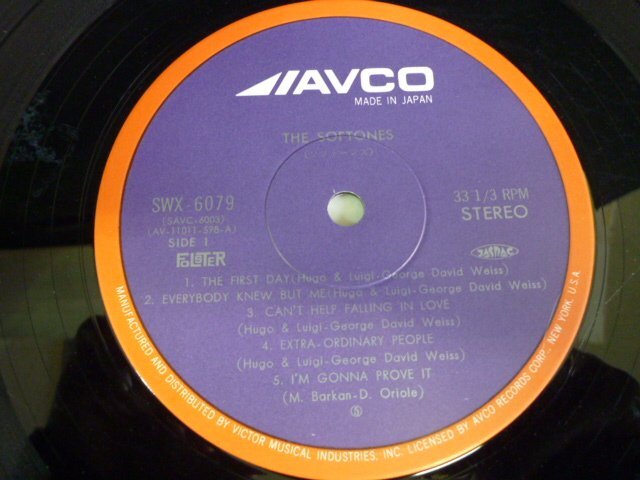 AVCO
MADE IN JAPAN
THE SOFTONES
SWX-6079
(SAVC-6003)
(AV-11011-598-A)
SIDE 1
33 1/3 RPM
STEREO
JASRAC
1. THE FIRST DAY (Hugo & Luigi-George David Weiss)
2. EVERYBODY KNEW BUT ME (Hugo & Luigi-George David Weiss)
3. CAN'T HELP FALLING IN LOVE
(Hugo & Luigi-George David Weiss)
4. EXTRA-ORDINARY PEOPLE
(Hugo & Luigi-George David Weiss)
5. I'M GONNA PROVE IT
(M. Barkan-D. Oriole)
Ⓢ
MANUFACTURED AND DISTRIBUTED BY VICTOR MUSICAL INDUSTRIES, INC. LICENSED BY AVCO RECORDS CORP., NEW YORK, U.S.A.